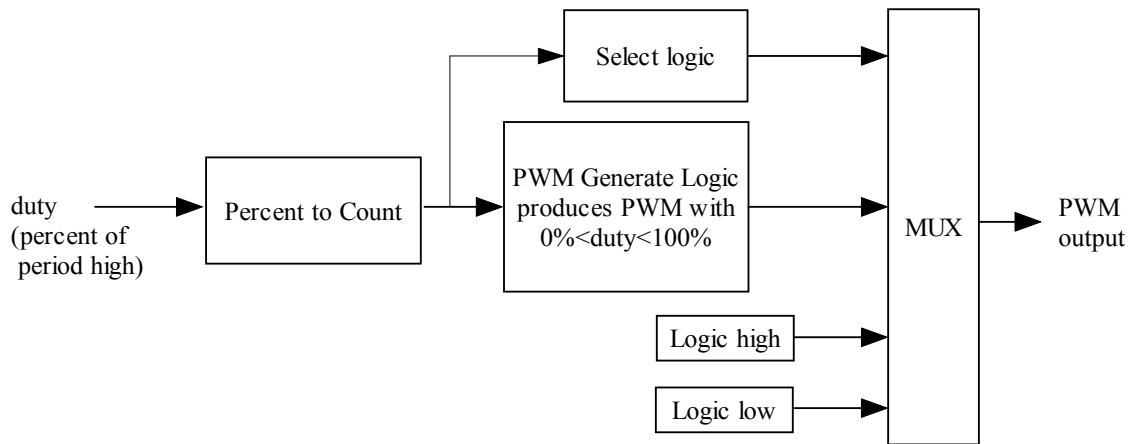 Select logic
duty
(percent of
period high)
Percent to Count
PWM Generate Logic
produces PWM with
0%<duty<100%
MUX
PWM
output
Logic high
Logic low